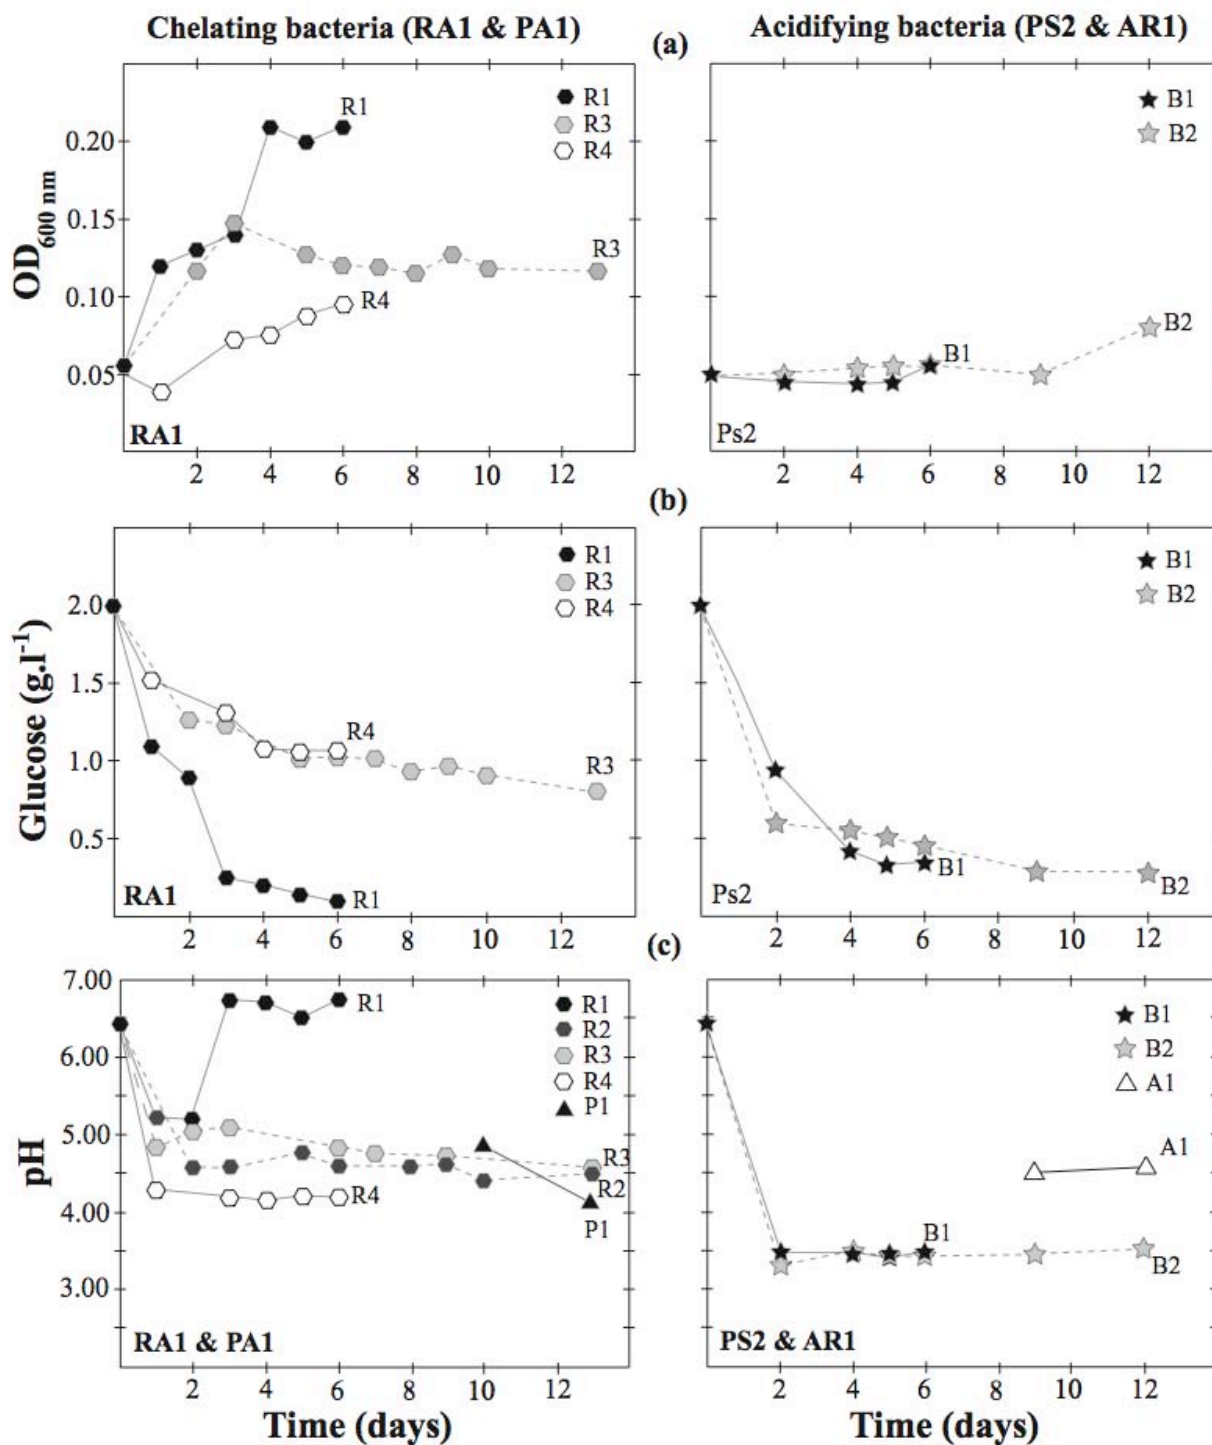 Chelating bacteria (RA1 & PA1)
Acidifying bacteria (PS2 & AR1)
(a)
OD600 nm
0.20
0.15
0.10
0.05
R1
R3
R4
R1
R3
R4
RA1
2 4 6 8 10 12
B1
B2
B1
B2
Ps2
2 4 6 8 10 12
(b)
Glucose (g.l-1)
2.0
1.5
1.0
0.5
R1
R3
R4
R4
R3
R1
RA1
2 4 6 8 10 12
B1
B2
B1
B2
Ps2
2 4 6 8 10 12
(c)
pH
7.00
6.00
5.00
4.00
3.00
R1
R2
R3
R4
P1
R1
R3
R2
R4
P1
RA1 & PA1
2 4 6 8 10 12
Time (days)
B1
B2
A1
A1
B1
B2
PS2 & AR1
2 4 6 8 10 12
Time (days)